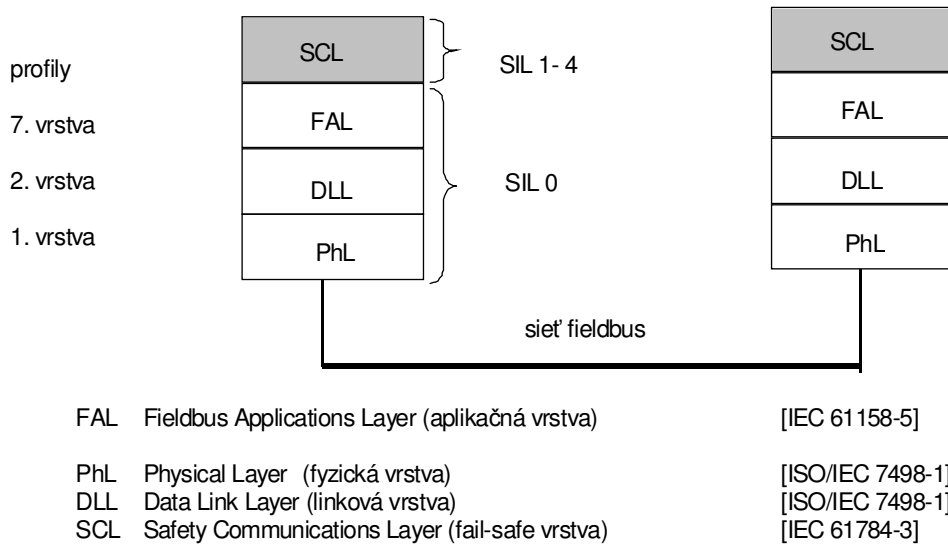 SCL
SCL
profily
SIL 1- 4
FAL
FAL
7. vrstva
2. vrstva
DLL
SIL 0
DLL
1. vrstva
PhL
PhL
sieť fieldbus
FAL Fieldbus Applications Layer (aplikačná vrstva) [IEC 61158-5]
PhL Physical Layer (fyzická vrstva) [ISO/IEC 7498-1]
DLL Data Link Layer (linková vrstva) [ISO/IEC 7498-1]
SCL Safety Communications Layer (fail-safe vrstva) [IEC 61784-3]